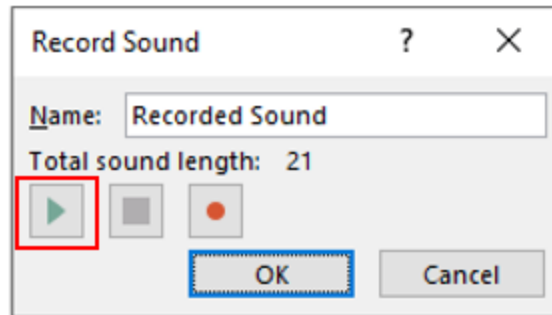 Record Sound ?
Name: Recorded Sound
Total sound length: 21
OK Cancel